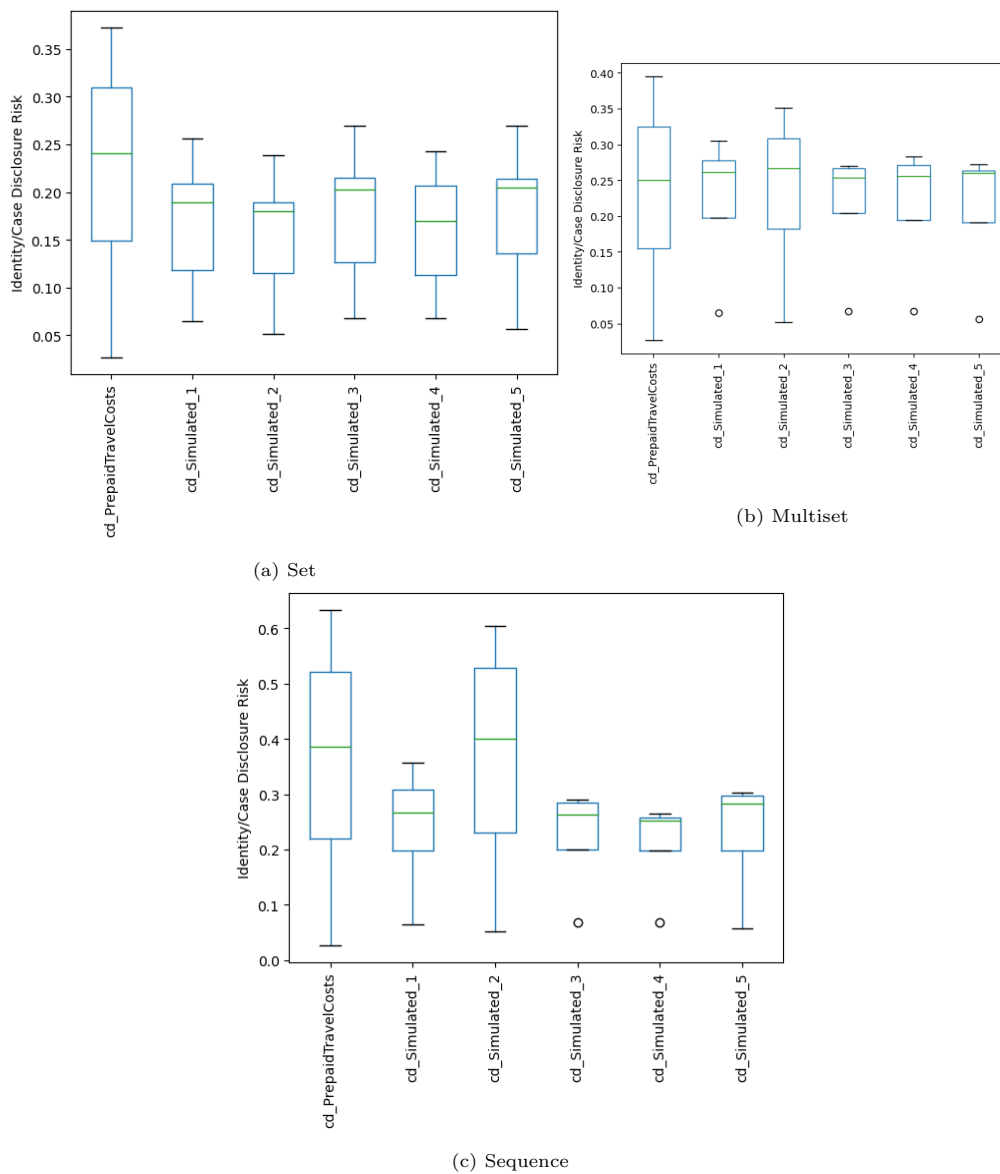 Identity/Case Disclosure Risk
0.35
0.30
0.25
0.20
0.15
0.10
0.05
cd_PrepaidTravelCosts
cd_Simulated_1
cd_Simulated_2
cd_Simulated_3
cd_Simulated_4
cd_Simulated_5
(a) Set
Identity/Case Disclosure Risk
0.40
0.35
0.30
0.25
0.20
0.15
0.10
0.05
cd_PrepaidTravelCosts
cd_Simulated_1
cd_Simulated_2
cd_Simulated_3
cd_Simulated_4
cd_Simulated_5
(b) Multiset
Identity/Case Disclosure Risk
0.6
0.5
0.4
0.3
0.2
0.1
0.0
cd_PrepaidTravelCosts
cd_Simulated_1
cd_Simulated_2
cd_Simulated_3
cd_Simulated_4
cd_Simulated_5
(c) Sequence